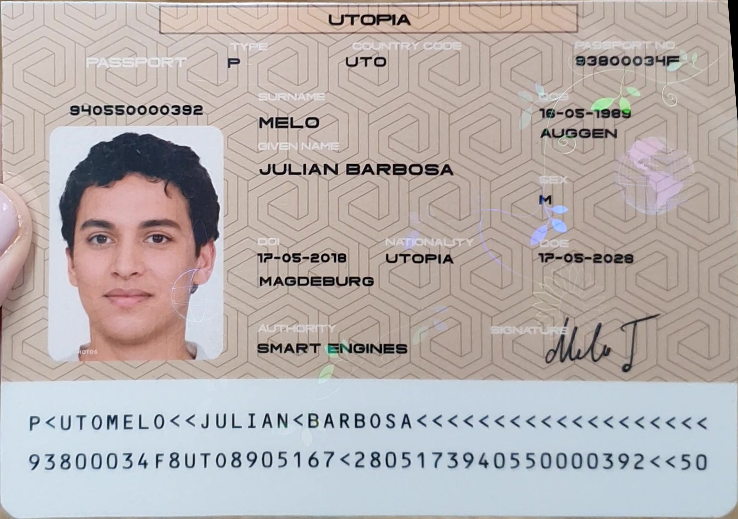 UTOPIA
TYPE COUNTRY CODE PASSPORT NO
PASSPORT P UTO 93800034F
940550000392
SURNAME DOB
MELO 16-05-1989
AUGGEN
GIVEN NAME
JULIAN BARBOSA
SEX
M
DOI NATIONALITY DOE
17-05-2018 UTOPIA 17-05-2028
MAGDEBURG
AUTHORITY SIGNATURE
SMART ENGINES
Melo J
P<UTOMELO<<JULIAN<BARBOSA<<<<<<<<<<<<<<<<<<<
93800034F8UTO8905167<2805173940550000392<<50